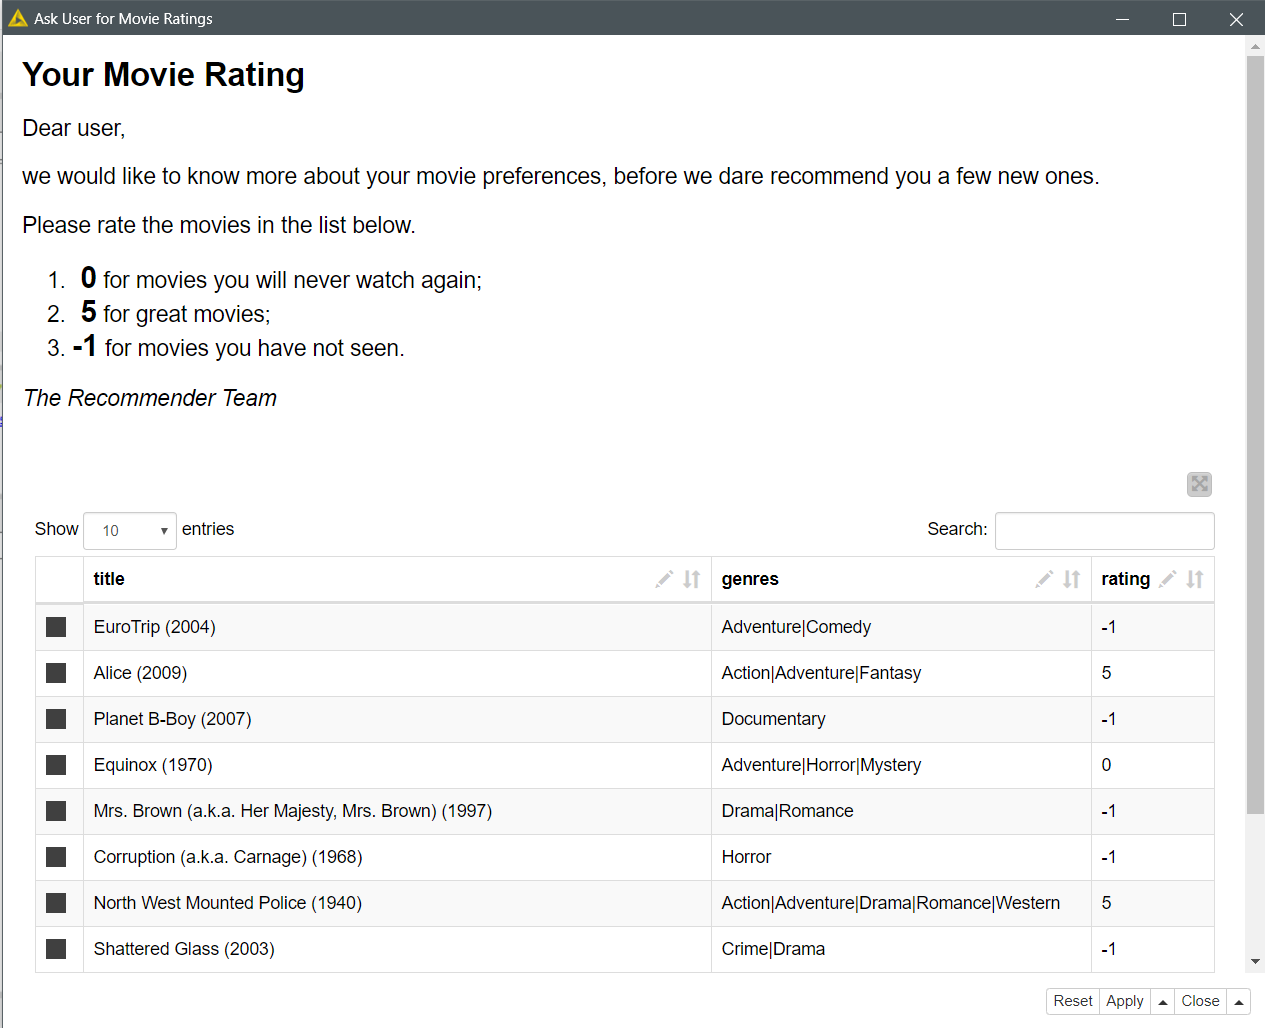 Ask User for Movie Ratings
Your Movie Rating
Dear user,
we would like to know more about your movie preferences, before we dare recommend you a few new ones.
Please rate the movies in the list below.
1. 0 for movies you will never watch again;
2. 5 for great movies;
3. -1 for movies you have not seen.
The Recommender Team
Show 10 entries Search:
title genres rating
EuroTrip (2004) Adventure|Comedy -1
Alice (2009) Action|Adventure|Fantasy 5
Planet B-Boy (2007) Documentary -1
Equinox (1970) Adventure|Horror|Mystery 0
Mrs. Brown (a.k.a. Her Majesty, Mrs. Brown) (1997) Drama|Romance -1
Corruption (a.k.a. Carnage) (1968) Horror -1
North West Mounted Police (1940) Action|Adventure|Drama|Romance|Western 5
Shattered Glass (2003) Crime|Drama -1
Reset Apply Close